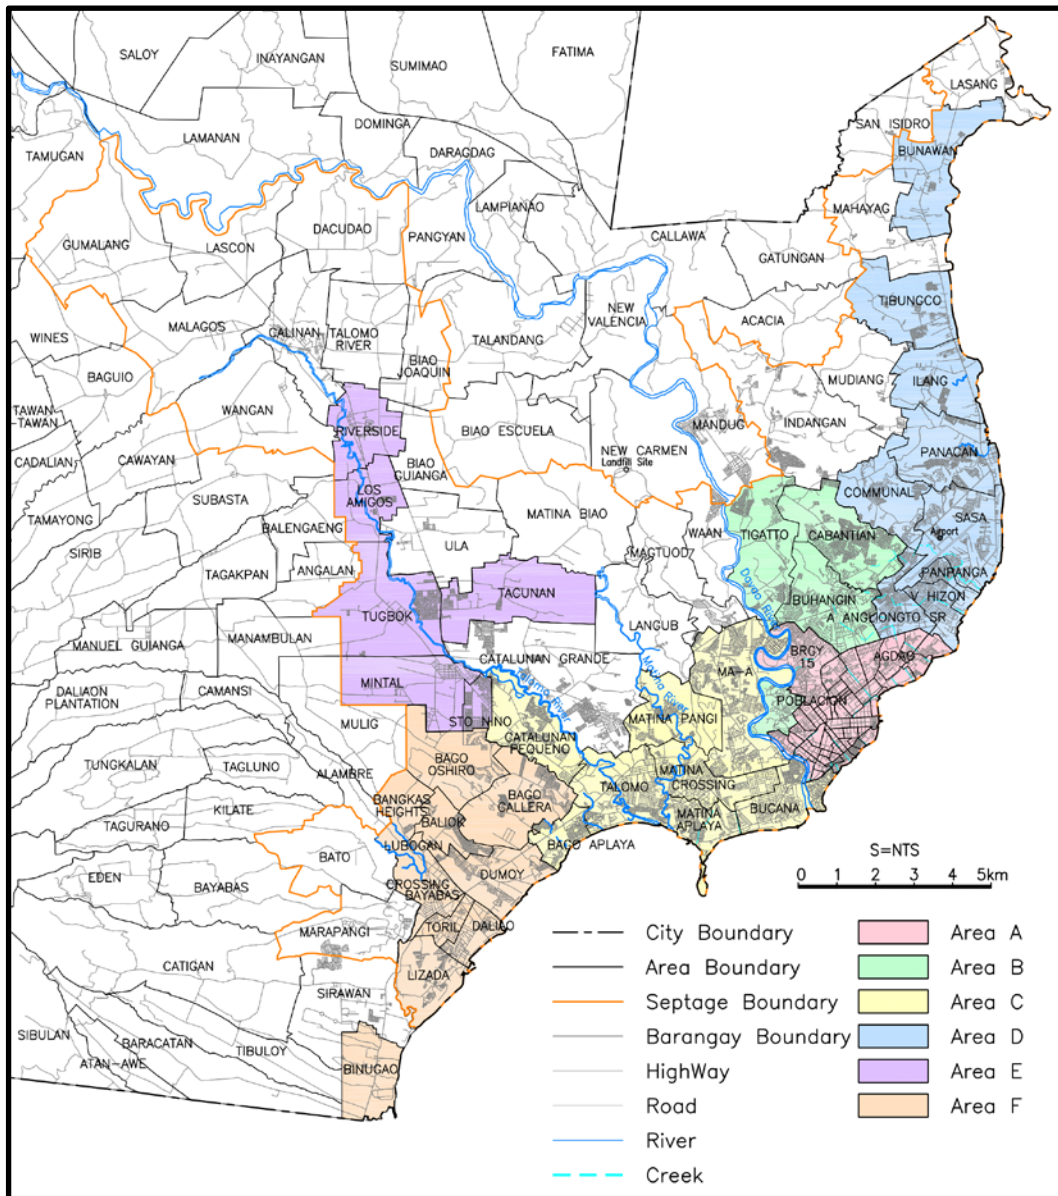 SALOY
INAYANGAN
SUMIMAO
FATIMA
LASANG
SAN ISIDRO
DOMINGA
LAMANAN
TAMUGAN
DARAGDAG
BUNAWAN
LAMPIANAO
MAHAYAG
DACUDAO
PANGYAN
CALLAWA
GUMALANG
LASCON
GATUNGAN
TIBUNGCO
NEW
VALENCIA
ACACIA
MALAGOS
CALINAN
TALOMO
RIVER
TALANDANG
WINES
BIAO
JOAQUIN
BAGUIO
MUDIANG
ILANG
TAWAN
-TAWAN
WANGAN
RIVERSIDE
BIAO ESCUELA
MANDUG
INDANGAN
NEW CARMEN
Landfill Site
PANACAN
CADALIAN
CAWAYAN
BIAO
GUIANGA
LOS
AMIGOS
SUBASTA
COMMUNAL
TAMAYONG
MATINA BIAO
SASA
BALENGAENG
WAAN
TIGATTO
CABANTIAN
Airport
SIRIB
ULA
MAGTUOD
TAGAKPAN
ANGALAN
PANPANGA
TACUNAN
Davao River
BUHANGIN
V HIZON
TUGBOK
A ANGLIONGTO SR
MANUEL GUIANGA
MANAMBULAN
LANGUB
CATALUNAN GRANDE
BRGY
15
AGDAO
Matina River
MA-A
Talomo River
MINTAL
DALIAON
PLANTATION
CAMANSI
POBLACION
MULIG
STO NINO
MATINA PANGI
CATALUNAN
PEQUENO
BAGO
OSHIRO
TUNGKALAN
TAGLUNO
ALAMBRE
MATINA
CROSSING
TALOMO
BAGO
GALLERA
BANGKAS
HEIGHTS
KILATE
BUCANA
MATINA
APLAYA
BALIOK
TAGURANO
LUBOGAN
BAGO APLAYA
BATO
EDEN
BAYABAS
DUMOY
CROSSING
BAYABAS
MARAPANGI
TORIL
DALIAO
CATIGAN
LIZADA
SIRAWAN
SIBULAN
BARACATAN
TIBULOY
ATAN-AWE
BINUGAO
S=NTS
0 1 2 3 4 5km
City Boundary
Area Boundary
Septage Boundary
Barangay Boundary
HighWay
Road
River
Creek
Area A
Area B
Area C
Area D
Area E
Area F